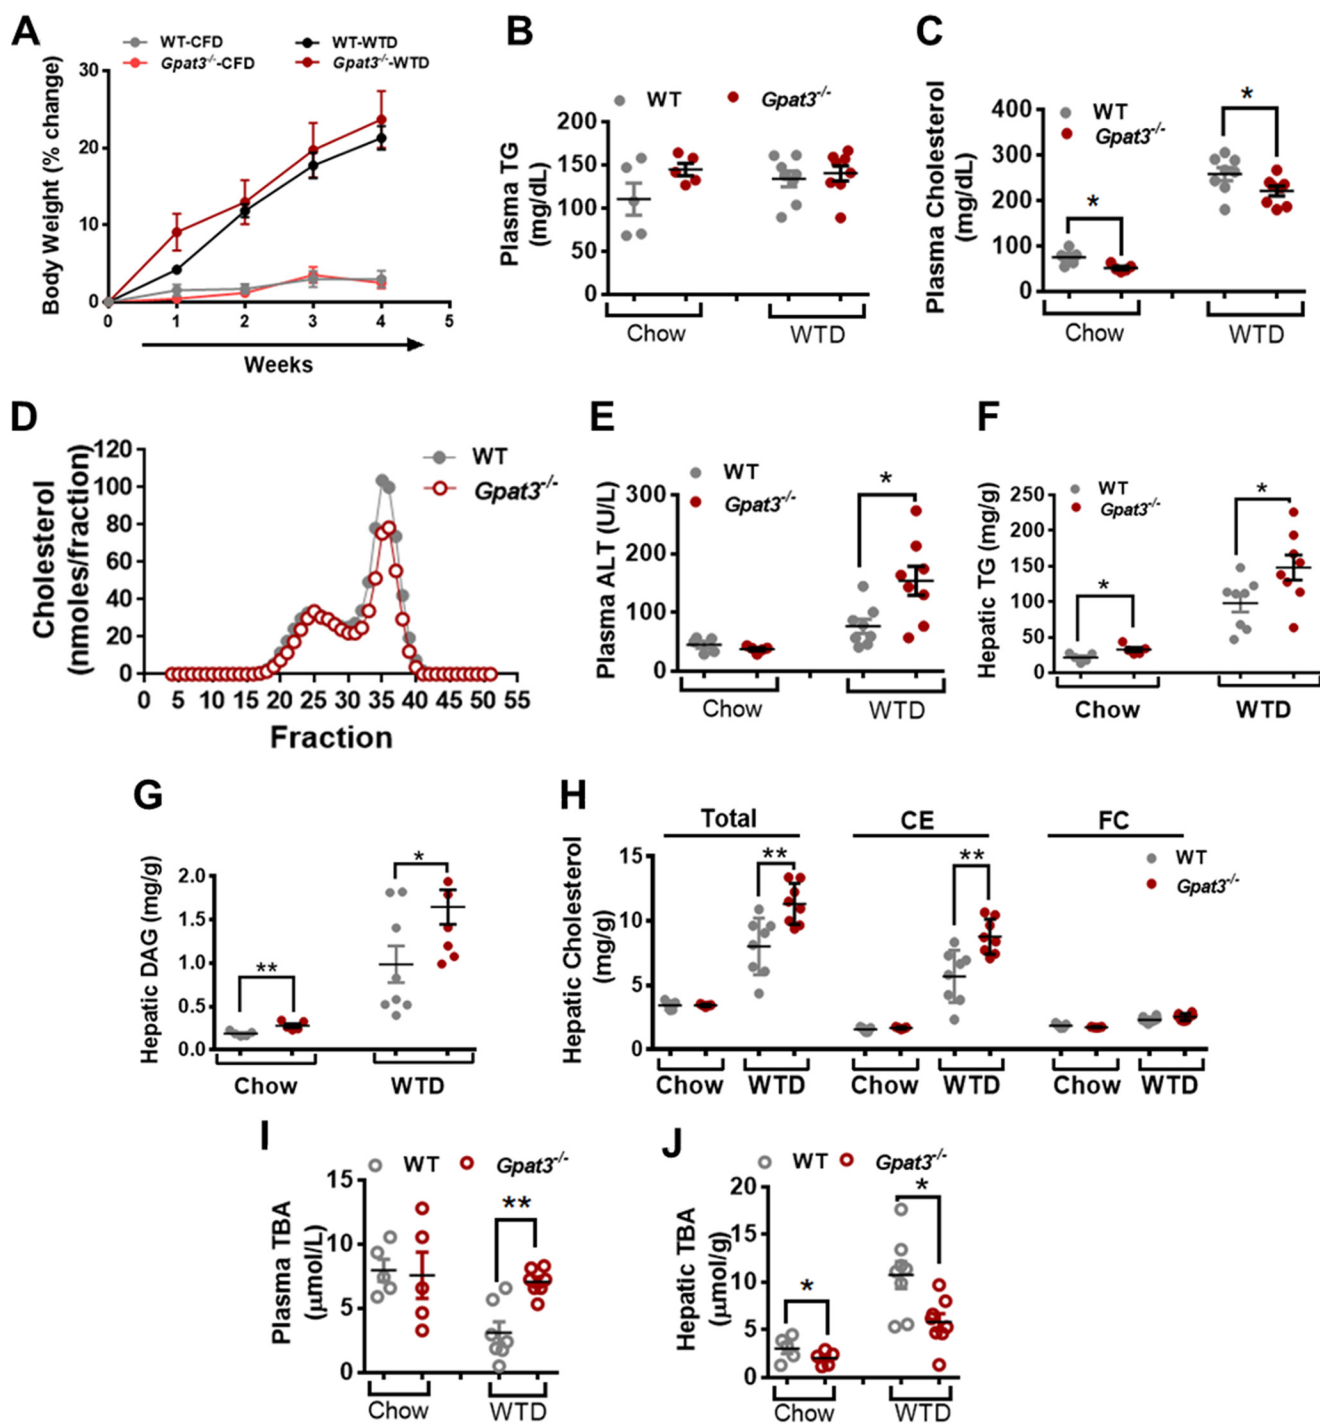 A
WT-CFD
WT-WTD
Gpat3-/--CFD
Gpat3-/--WTD
Body Weight (% change)
30
20
10
0
0 1 2 3 4 5
Weeks
B
WT Gpat3-/-
Plasma TG
(mg/dL)
200
150
100
50
0
Chow WTD
C
Plasma Cholesterol
(mg/dL)
400
300
200
100
0
WT
Gpat3-/-
*
*
Chow WTD
D
Cholesterol
(nmoles/fraction)
120
100
80
60
40
20
0
WT
Gpat3-/-
0 5 10 15 20 25 30 35 40 45 50 55
Fraction
E
Plasma ALT (U/L)
300
200
100
0
WT
Gpat3-/-
*
Chow WTD
F
Hepatic TG (mg/g)
250
200
150
100
50
0
WT
Gpat3-/-
*
*
Chow WTD
G
Hepatic DAG (mg/g)
2.0
1.5
1.0
0.5
0.0
**
*
Chow WTD
H
Total CE FC
Hepatic Cholesterol
(mg/g)
15
10
5
0
**
**
WT
Gpat3-/-
Chow WTD Chow WTD Chow WTD
I
WT Gpat3-/-
Plasma TBA
(μmol/L)
15
10
5
0
**
Chow WTD
J
WT Gpat3-/-
Hepatic TBA
(μmol/g)
20
15
10
5
0
*
*
Chow WTD